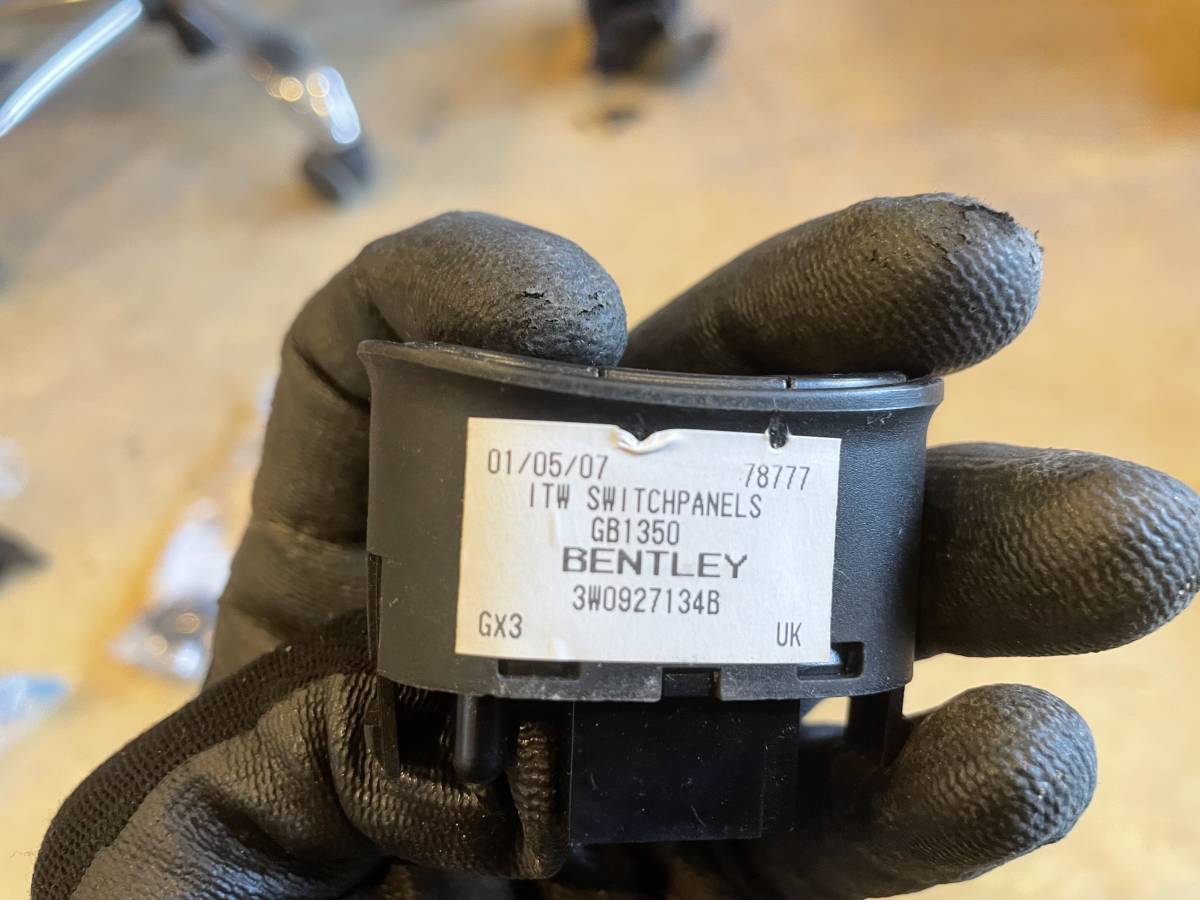 01/05/07 78777
ITW SWITCHPANELS
GB1350
BENTLEY
3W0927134B
GX3 UK